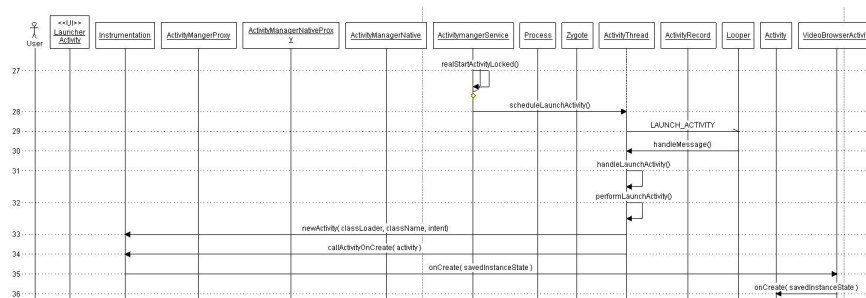 <<UI>>
Launcher
Activity
User
Instrumentation
ActivityMangerProxy
ActivityManagerNativeProx
y
ActivityManagerNative
ActivitymangerService
Process
Zygote
ActivityThread
ActivityRecord
Looper
Activity
VideoBrowserActivi
27
realStartActivityLocked()
28
scheduleLaunchActivity()
29
LAUNCH_ACTIVITY
30
handleMessage()
31
handleLaunchActivity()
32
performLaunchActivity()
33
newActivity( classLoader, className, intent)
34
callActivityOnCreate( activity )
35
onCreate( savedInstanceState )
36
onCreate( savedInstanceState )